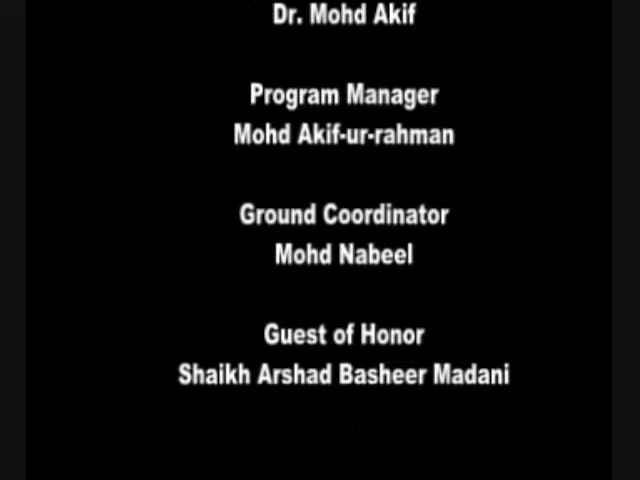 Dr. Mohd Akif
Program Manager
Mohd Akif-ur-rahman
Ground Coordinator
Mohd Nabeel
Guest of Honor
Shaikh Arshad Basheer Madani